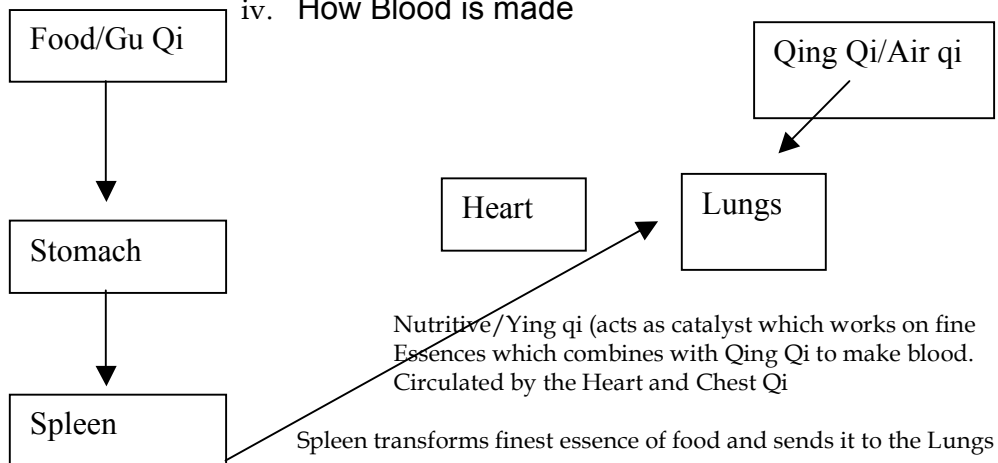 iv. How Blood is made
Food/Gu Qi
Qing Qi/Air qi
Heart
Lungs
Stomach
Nutritive/Ying qi (acts as catalyst which works on fine
Essences which combines with Qing Qi to make blood.
Circulated by the Heart and Chest Qi
Spleen
Spleen transforms finest essence of food and sends it to the Lungs